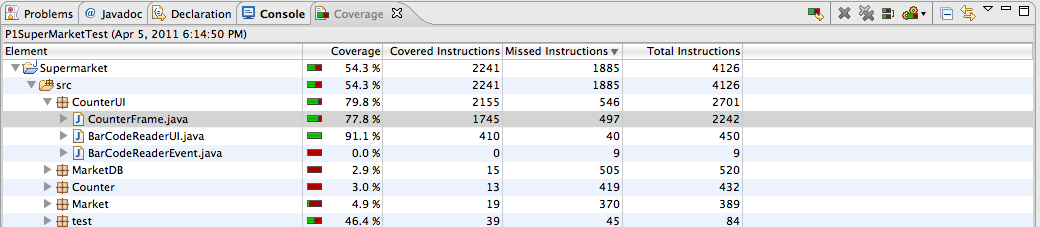 Problems @ Javadoc Declaration Console Coverage
P1SuperMarketTest (Apr 5, 2011 6:14:50 PM)
Element Coverage Covered Instructions Missed Instructions Total Instructions
Supermarket 54.3 % 2241 1885 4126
src 54.3 % 2241 1885 4126
CounterUI 79.8 % 2155 546 2701
CounterFrame.java 77.8 % 1745 497 2242
BarCodeReaderUI.java 91.1 % 410 40 450
BarCodeReaderEvent.java 0.0 % 0 9 9
MarketDB 2.9 % 15 505 520
Counter 3.0 % 13 419 432
Market 4.9 % 19 370 389
test 46.4 % 39 45 84